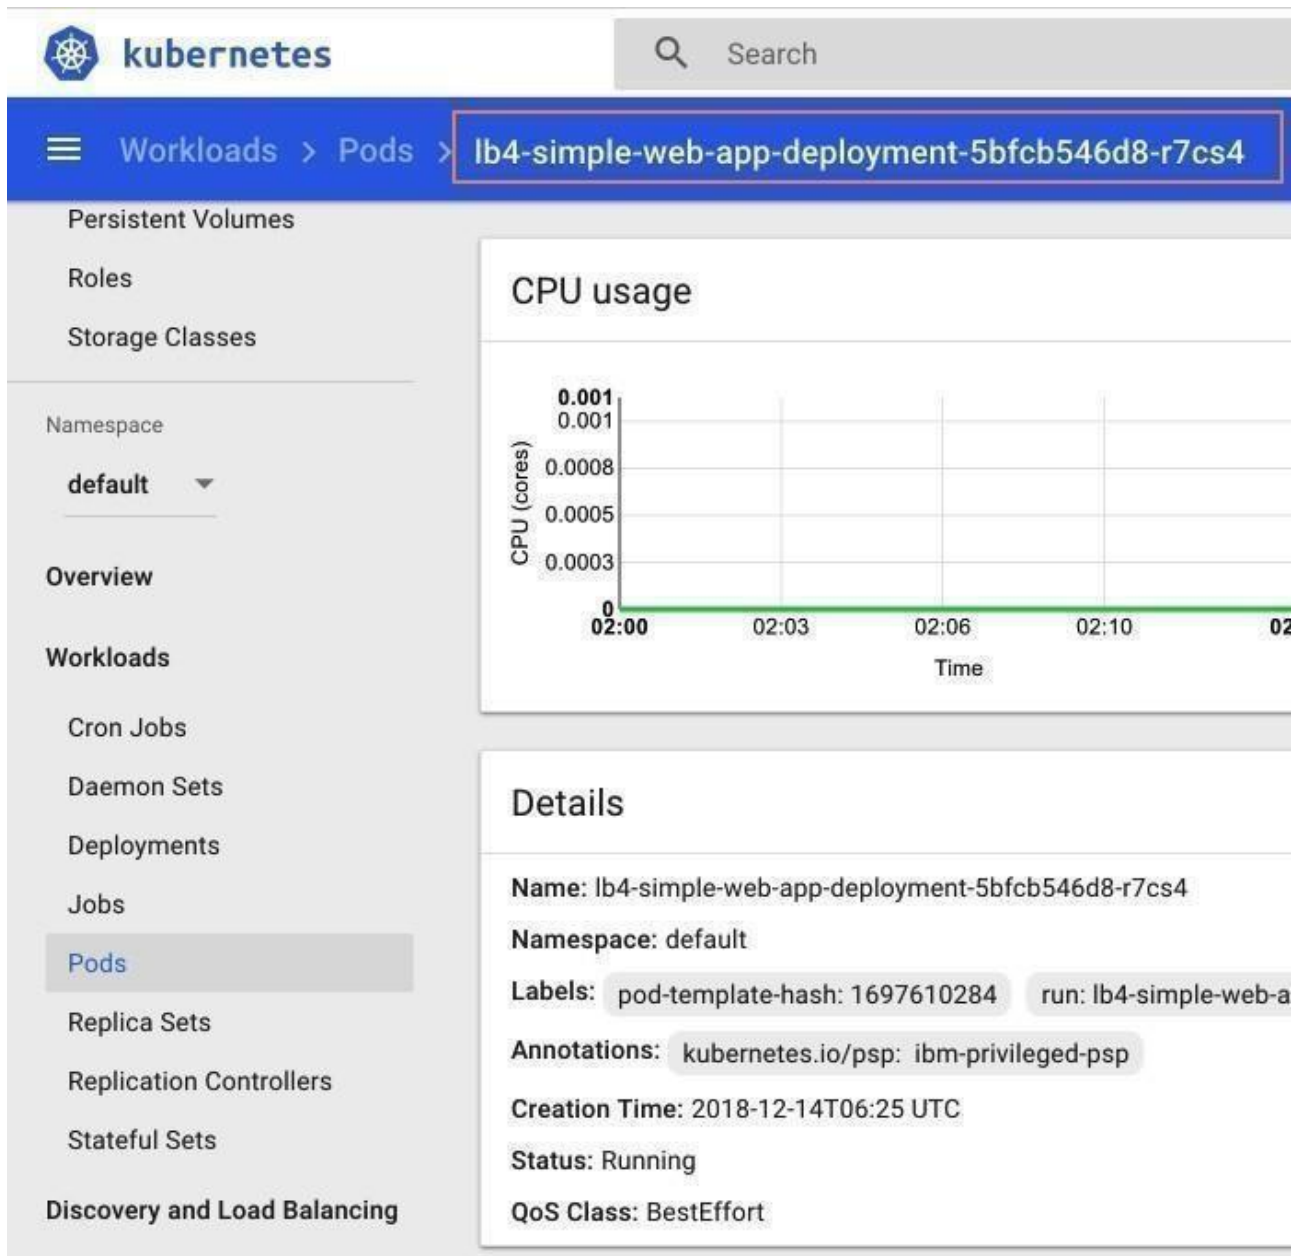 kubernetes
Search
Workloads > Pods > lb4-simple-web-app-deployment-5bfcb546d8-r7cs4
Persistent Volumes
Roles
Storage Classes
Namespace
default
Overview
Workloads
Cron Jobs
Daemon Sets
Deployments
Jobs
Pods
Replica Sets
Replication Controllers
Stateful Sets
Discovery and Load Balancing
CPU usage
CPU (cores)
0.001
0.001
0.0008
0.0005
0.0003
0
02:00 02:03 02:06 02:10 02
Time
Details
Name: lb4-simple-web-app-deployment-5bfcb546d8-r7cs4
Namespace: default
Labels: pod-template-hash: 1697610284 run: lb4-simple-web-a
Annotations: kubernetes.io/psp: ibm-privileged-psp
Creation Time: 2018-12-14T06:25 UTC
Status: Running
QoS Class: BestEffort